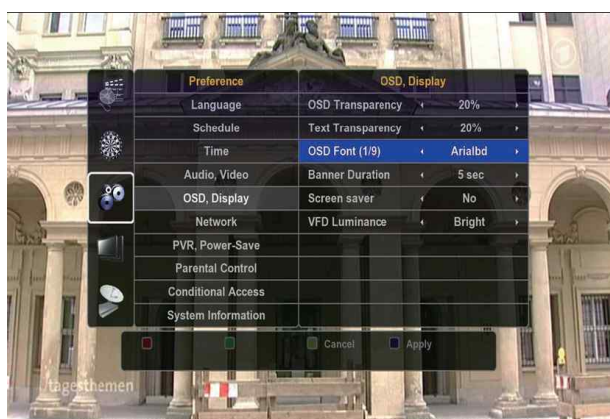 Preference
OSD, Display
Language
OSD Transparency 20%
Schedule
Text Transparency 20%
Time
OSD Font (1/9) Arialbd
Audio, Video
Banner Duration 5 sec
OSD, Display
Screen saver No
Network
VFD Luminance Bright
PVR, Power-Save
Parental Control
Conditional Access
System Information
Cancel Apply
tagesthemen